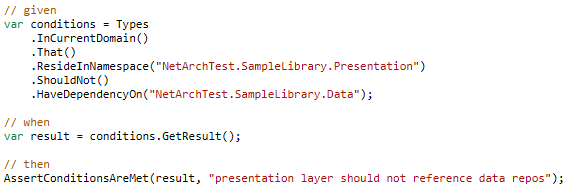 // given
var conditions = Types
    .InCurrentDomain()
    .That()
    .ResideInNamespace("NetArchTest.SampleLibrary.Presentation")
    .ShouldNot()
    .HaveDependencyOn("NetArchTest.SampleLibrary.Data");

// when
var result = conditions.GetResult();

// then
AssertConditionsAreMet(result, "presentation layer should not reference data repos");